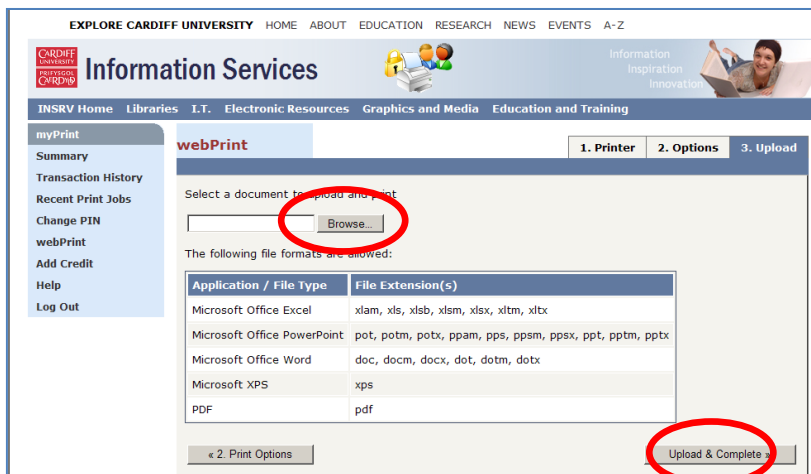 EXPLORE CARDIFF UNIVERSITY HOME ABOUT EDUCATION RESEARCH NEWS EVENTS A-Z
CARDIFF
UNIVERSITY
PRIFYSGOL
CAERDYDD
Information Services
Information
Inspiration
Innovation
INSRV Home Libraries I.T. Electronic Resources Graphics and Media Education and Training
myPrint
Summary
Transaction History
Recent Print Jobs
Change PIN
webPrint
Add Credit
Help
Log Out
webPrint
1. Printer 2. Options 3. Upload
Select a document to upload and print
Browse...
The following file formats are allowed:
Application / File Type File Extension(s)
Microsoft Office Excel xlam, xls, xlsb, xlsm, xlsx, xltm, xltx
Microsoft Office PowerPoint pot, potm, potx, ppam, pps, ppsm, ppsx, ppt, pptm, pptx
Microsoft Office Word doc, docm, docx, dot, dotm, dotx
Microsoft XPS xps
PDF pdf
« 2. Print Options Upload & Complete »